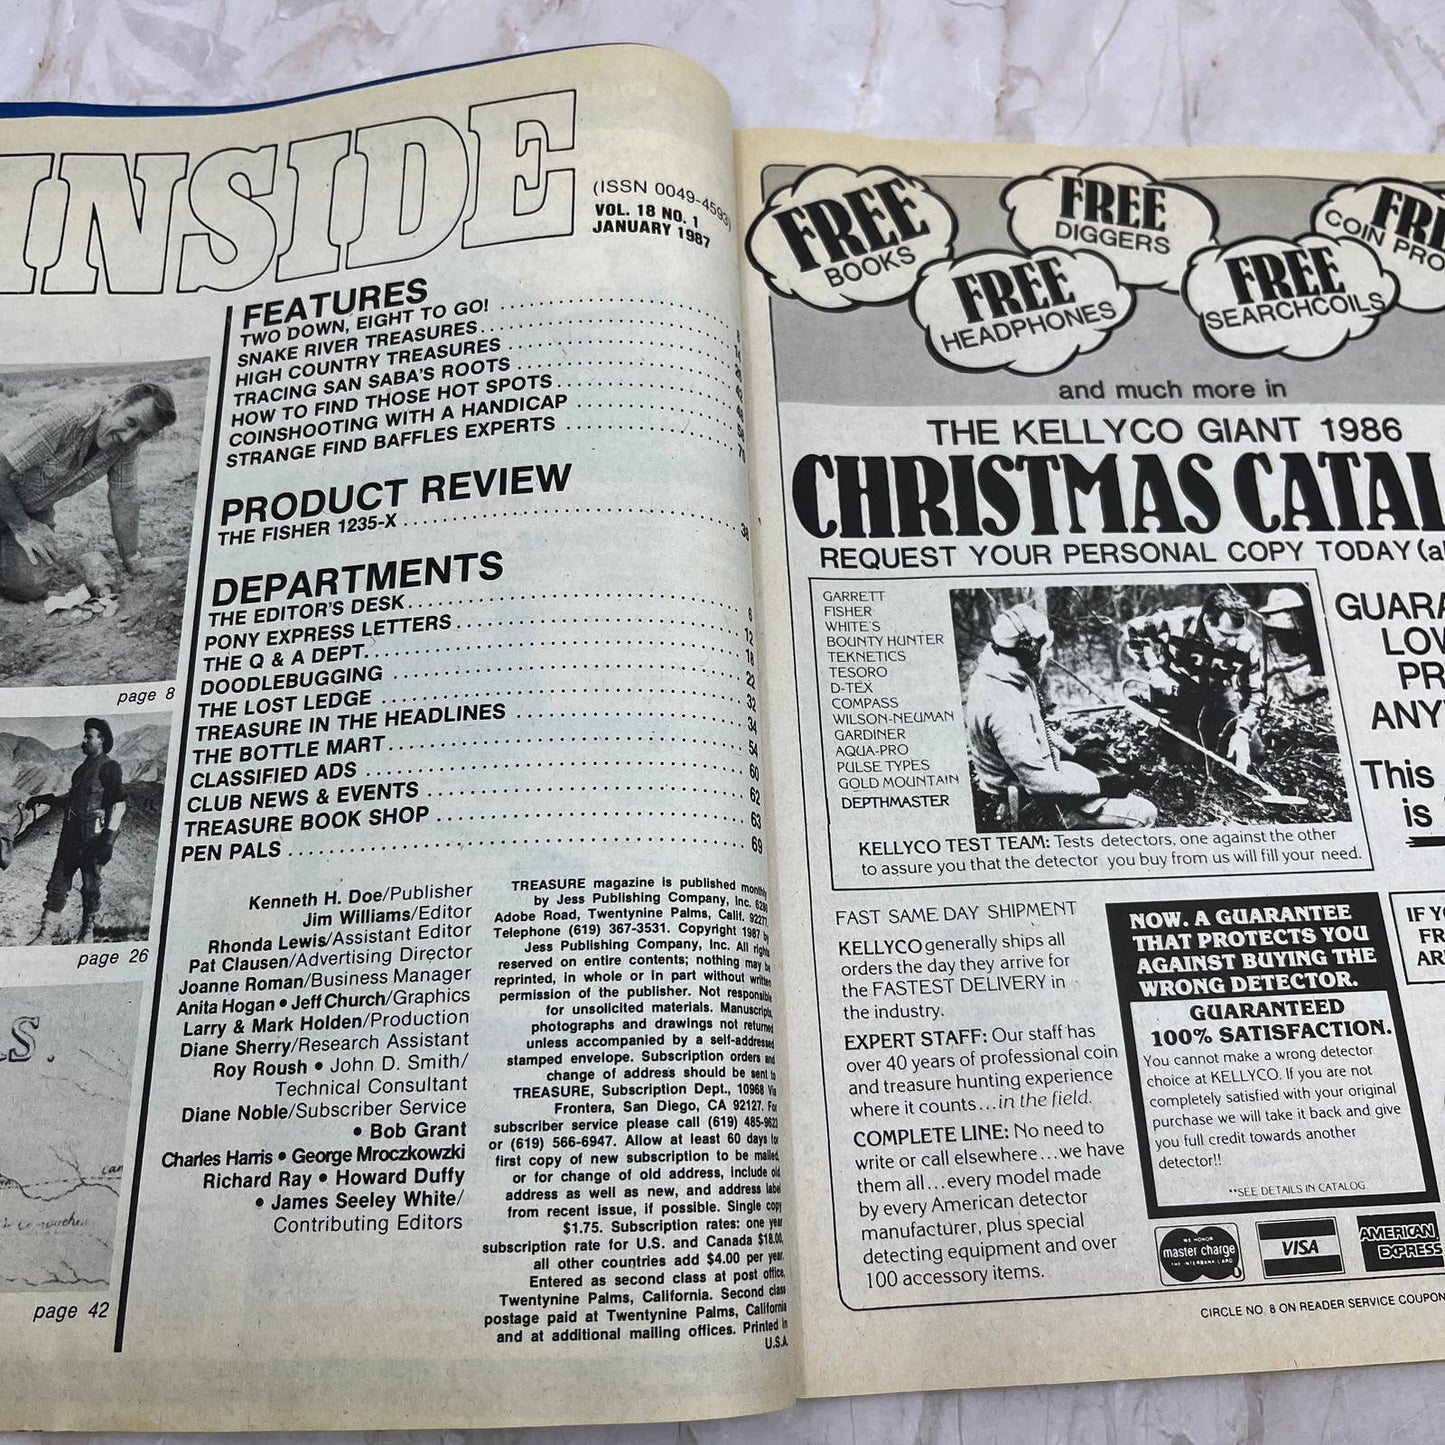 INSIDE
(ISSN 0049-4593)
VOL. 18 NO. 1
JANUARY 1987
FEATURES
TWO DOWN, EIGHT TO GO! 8
SNAKE RIVER TREASURES
HIGH COUNTRY TREASURES
TRACING SAN SABA'S ROOTS
HOW TO FIND THOSE HOT SPOTS
COINSHOOTING WITH A HANDICAP
STRANGE FIND BAFFLES EXPERTS 70
PRODUCT REVIEW
THE FISHER 1235-X 38
DEPARTMENTS
THE EDITOR'S DESK 6
PONY EXPRESS LETTERS 12
THE Q & A DEPT. 18
DOODLEBUGGING 22
THE LOST LEDGE 32
TREASURE IN THE HEADLINES 34
THE BOTTLE MART 54
CLASSIFIED ADS 60
CLUB NEWS & EVENTS 62
TREASURE BOOK SHOP 63
PEN PALS 69
page 8
page 26
S.
page 42
Kenneth H. Doe/Publisher
Jim Williams/Editor
Rhonda Lewis/Assistant Editor
Pat Clausen/Advertising Director
Joanne Roman/Business Manager
Anita Hogan • Jeff Church/Graphics
Larry & Mark Holden/Production
Diane Sherry/Research Assistant
Roy Roush • John D. Smith/
Technical Consultant
Diane Noble/Subscriber Service
• Bob Grant
Charles Harris • George Mroczkowzki
Richard Ray • Howard Duffy
• James Seeley White/
Contributing Editors
TREASURE magazine is published monthly
by Jess Publishing Company, Inc. 6280
Adobe Road, Twentynine Palms, Calif. 92277,
Telephone (619) 367-3531. Copyright 1987 by
Jess Publishing Company, Inc. All rights
reserved on entire contents; nothing may be
reprinted, in whole or in part without written
permission of the publisher. Not responsible
for unsolicited materials. Manuscripts,
photographs and drawings not returned
unless accompanied by a self-addressed
stamped envelope. Subscription orders and
change of address should be sent to
TREASURE, Subscription Dept., 10968 Via
Frontera, San Diego, CA 92127. For
subscriber service please call (619) 485-9623
or (619) 566-6947. Allow at least 60 days for
first copy of new subscription to be mailed,
or for change of old address, include old
address as well as new, and address label
from recent issue, if possible. Single copy
$1.75. Subscription rates: one year
subscription rate for U.S. and Canada $18.00,
all other countries add $4.00 per year.
Entered as second class at post office,
Twentynine Palms, California. Second class
postage paid at Twentynine Palms, California
and at additional mailing offices. Printed in
U.S.A.
FREE
BOOKS
FREE
DIGGERS
FREE
HEADPHONES
FREE
SEARCHCOILS
FRE
COIN PRO
and much more in
THE KELLYCO GIANT 1986
CHRISTMAS CATAL
REQUEST YOUR PERSONAL COPY TODAY (a
GARRETT
FISHER
WHITE'S
BOUNTY HUNTER
TEKNETICS
TESORO
D-TEX
COMPASS
WILSON-NEUMAN
GARDINER
AQUA-PRO
PULSE TYPES
GOLD MOUNTAIN
DEPTHMASTER
KELLYCO TEST TEAM: Tests detectors, one against the other
to assure you that the detector you buy from us will fill your need.
GUARA
LOW
PR
ANY
This
is
FAST SAME DAY SHIPMENT
KELLYCO generally ships all
orders the day they arrive for
the FASTEST DELIVERY in
the industry.
EXPERT STAFF: Our staff has
over 40 years of professional coin
and treasure hunting experience
where it counts...in the field.
COMPLETE LINE: No need to
write or call elsewhere...we have
them all...every model made
by every American detector
manufacturer, plus special
detecting equipment and over
100 accessory items.
NOW. A GUARANTEE
THAT PROTECTS YOU
AGAINST BUYING THE
WRONG DETECTOR.
GUARANTEED
100% SATISFACTION.
You cannot make a wrong detector
choice at KELLYCO. If you are not
completely satisfied with your original
purchase we will take it back and give
you full credit towards another
detector!!
**SEE DETAILS IN CATALOG
IF Y
FR
AR
WE HONOR
master charge
THE INTERBANK CARD
VISA
AMERICAN
EXPRESS
CIRCLE NO. 8 ON READER SERVICE COUPON